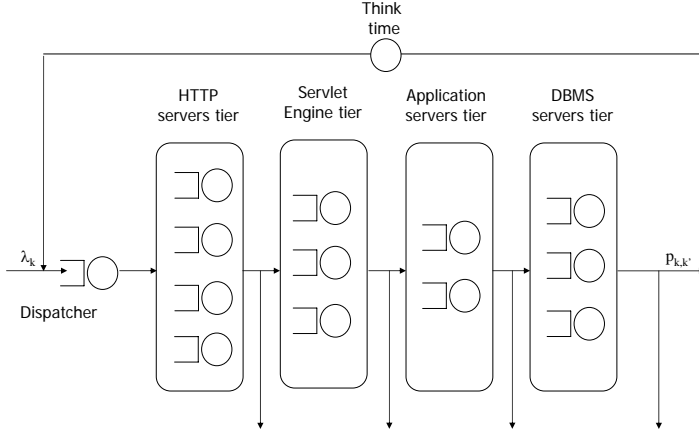 Think
time
HTTP
servers tier
Servlet
Engine tier
Application
servers tier
DBMS
servers tier
λk
pk,k'
Dispatcher